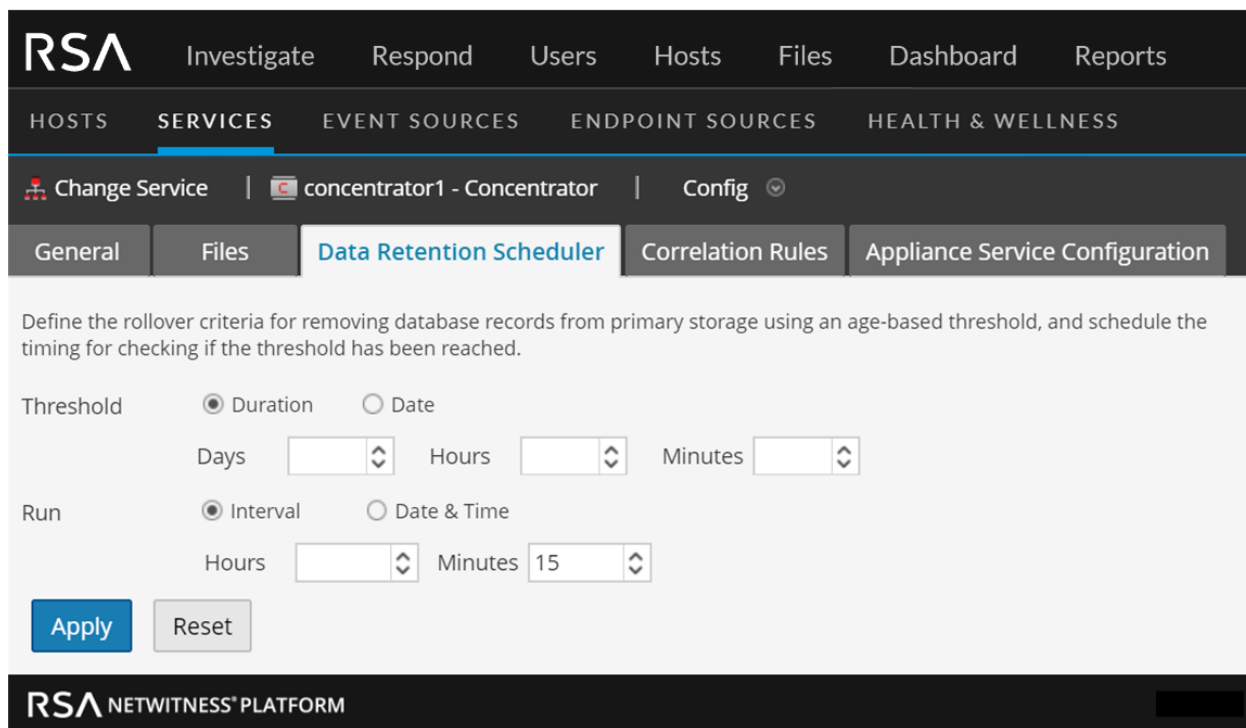 RSA Investigate Respond Users Hosts Files Dashboard Reports
HOSTS SERVICES EVENT SOURCES ENDPOINT SOURCES HEALTH & WELLNESS
Change Service | C concentrator1 - Concentrator | Config
General Files Data Retention Scheduler Correlation Rules Appliance Service Configuration
Define the rollover criteria for removing database records from primary storage using an age-based threshold, and schedule the
timing for checking if the threshold has been reached.
Threshold Duration Date
Days Hours Minutes
Run Interval Date & Time
Hours Minutes 15
Apply Reset
RSA NETWITNESS® PLATFORM